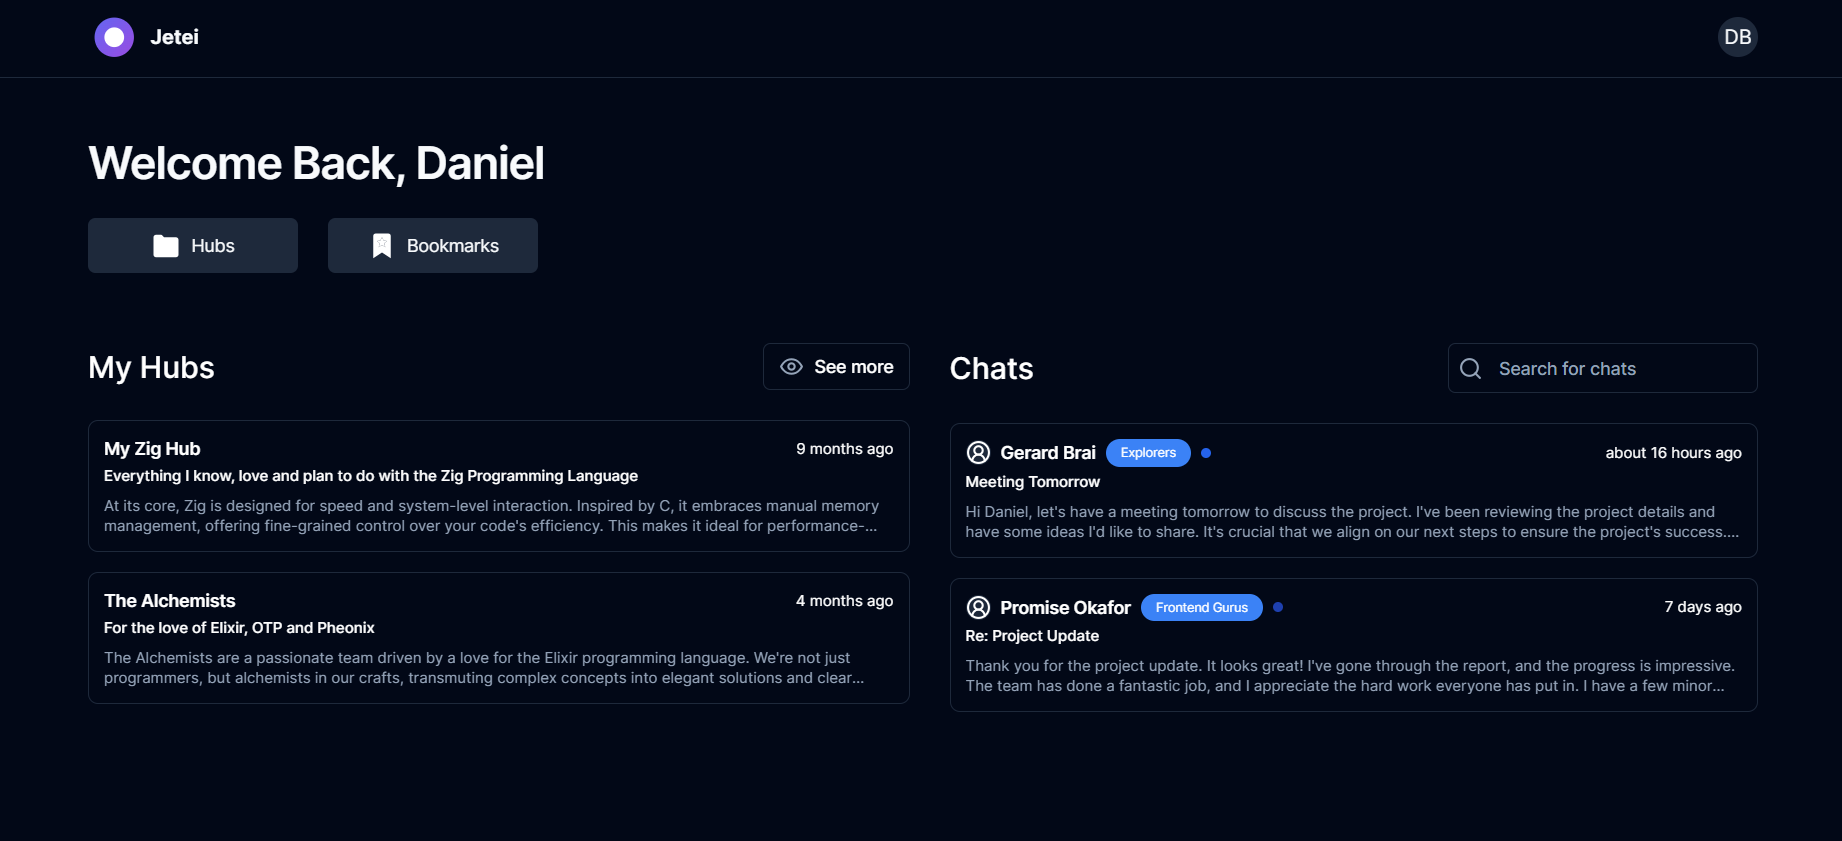 Jetei
DB
Welcome Back, Daniel
Hubs
Bookmarks
My Hubs
See more
My Zig Hub
9 months ago
Everything I know, love and plan to do with the Zig Programming Language
At its core, Zig is designed for speed and system-level interaction. Inspired by C, it embraces manual memory
management, offering fine-grained control over your code's efficiency. This makes it ideal for performance-...
The Alchemists
4 months ago
For the love of Elixir, OTP and Pheonix
The Alchemists are a passionate team driven by a love for the Elixir programming language. We're not just
programmers, but alchemists in our crafts, transmuting complex concepts into elegant solutions and clear...
Chats
Search for chats
Gerard Brai
Explorers
about 16 hours ago
Meeting Tomorrow
Hi Daniel, let's have a meeting tomorrow to discuss the project. I've been reviewing the project details and
have some ideas I'd like to share. It's crucial that we align on our next steps to ensure the project's success....
Promise Okafor
Frontend Gurus
7 days ago
Re: Project Update
Thank you for the project update. It looks great! I've gone through the report, and the progress is impressive.
The team has done a fantastic job, and I appreciate the hard work everyone has put in. I have a few minor...